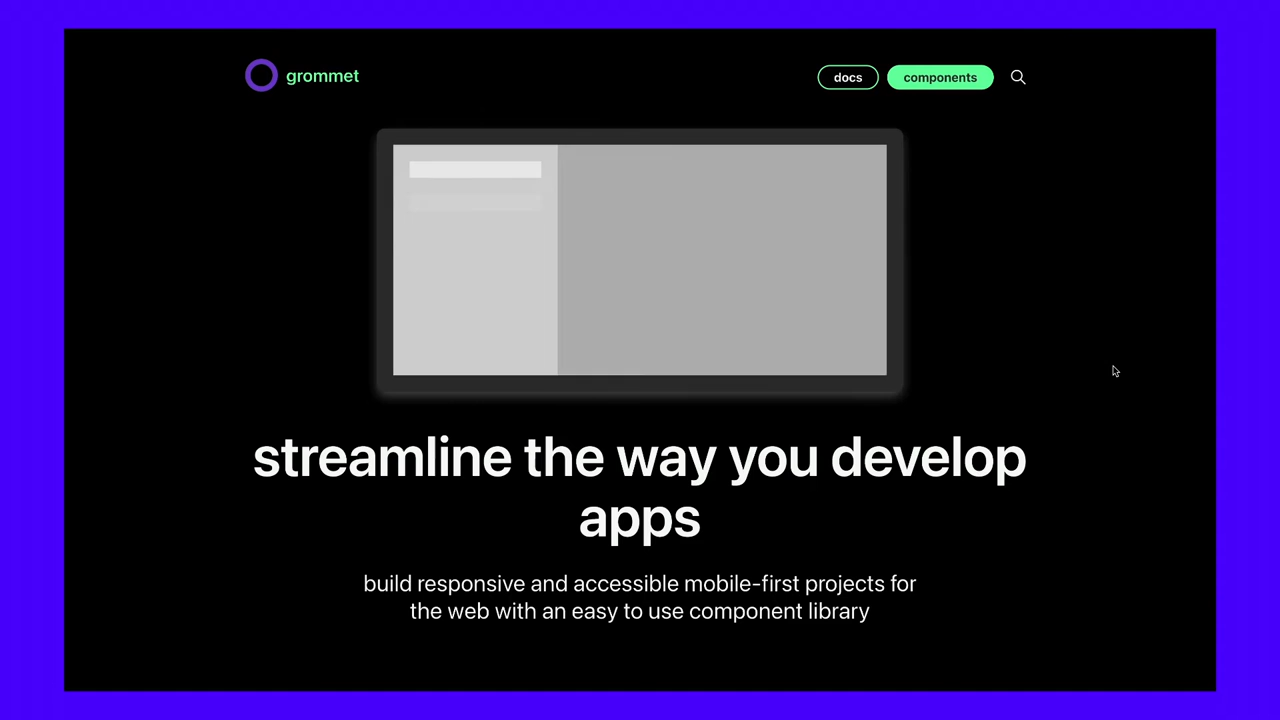 grommet
docs
components
streamline the way you develop
apps
build responsive and accessible mobile-first projects for
the web with an easy to use component library